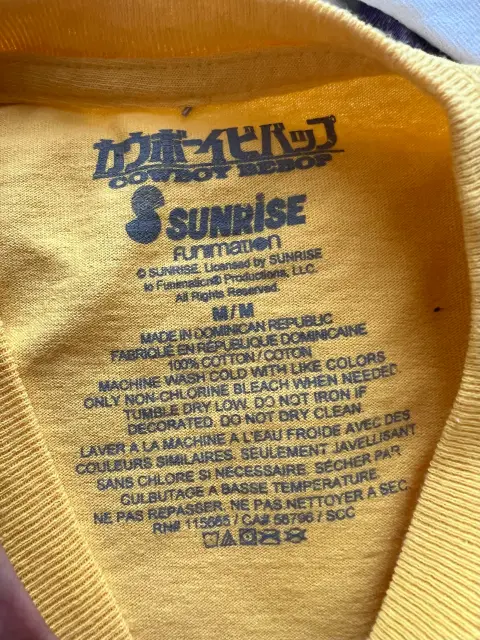 カウボーイビバップ
COWBOY BEBOP
SUNRiSE
FUNimatiOn
© SUNRISE. Licensed by SUNRISE
to Funimation® Productions, LLC.
All Rights Reserved.
M/M
MADE IN DOMINICAN REPUBLIC
FABRIQUÉ EN RÉPUBLIQUE DOMINICAINE
100% COTTON / COTON
MACHINE WASH COLD WITH LIKE COLORS
ONLY NON-CHLORINE BLEACH WHEN NEEDED
TUMBLE DRY LOW. DO NOT IRON IF
DECORATED. DO NOT DRY CLEAN.
LAVER A LA MACHINE A L'EAU FROIDE AVEC DES
COULEURS SIMILAIRES. SEULEMENT JAVELLISANT
SANS CHLORE SI NECESSAIRE. SÉCHER PAR
CULBUTAGE A BASSE TEMPERATURE.
NE PAS REPASSER. NE PAS NETTOYER A SEC.
RN# 115665 / CA# 56796 / SCC